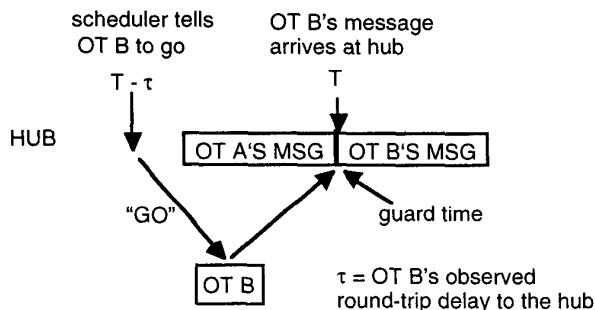 scheduler tells
OT B to go
T - τ
OT B's message
arrives at hub
T
HUB
OT A'S MSG
OT B'S MSG
“GO”
guard time
OT B
τ = OT B's observed
round-trip delay to the hub